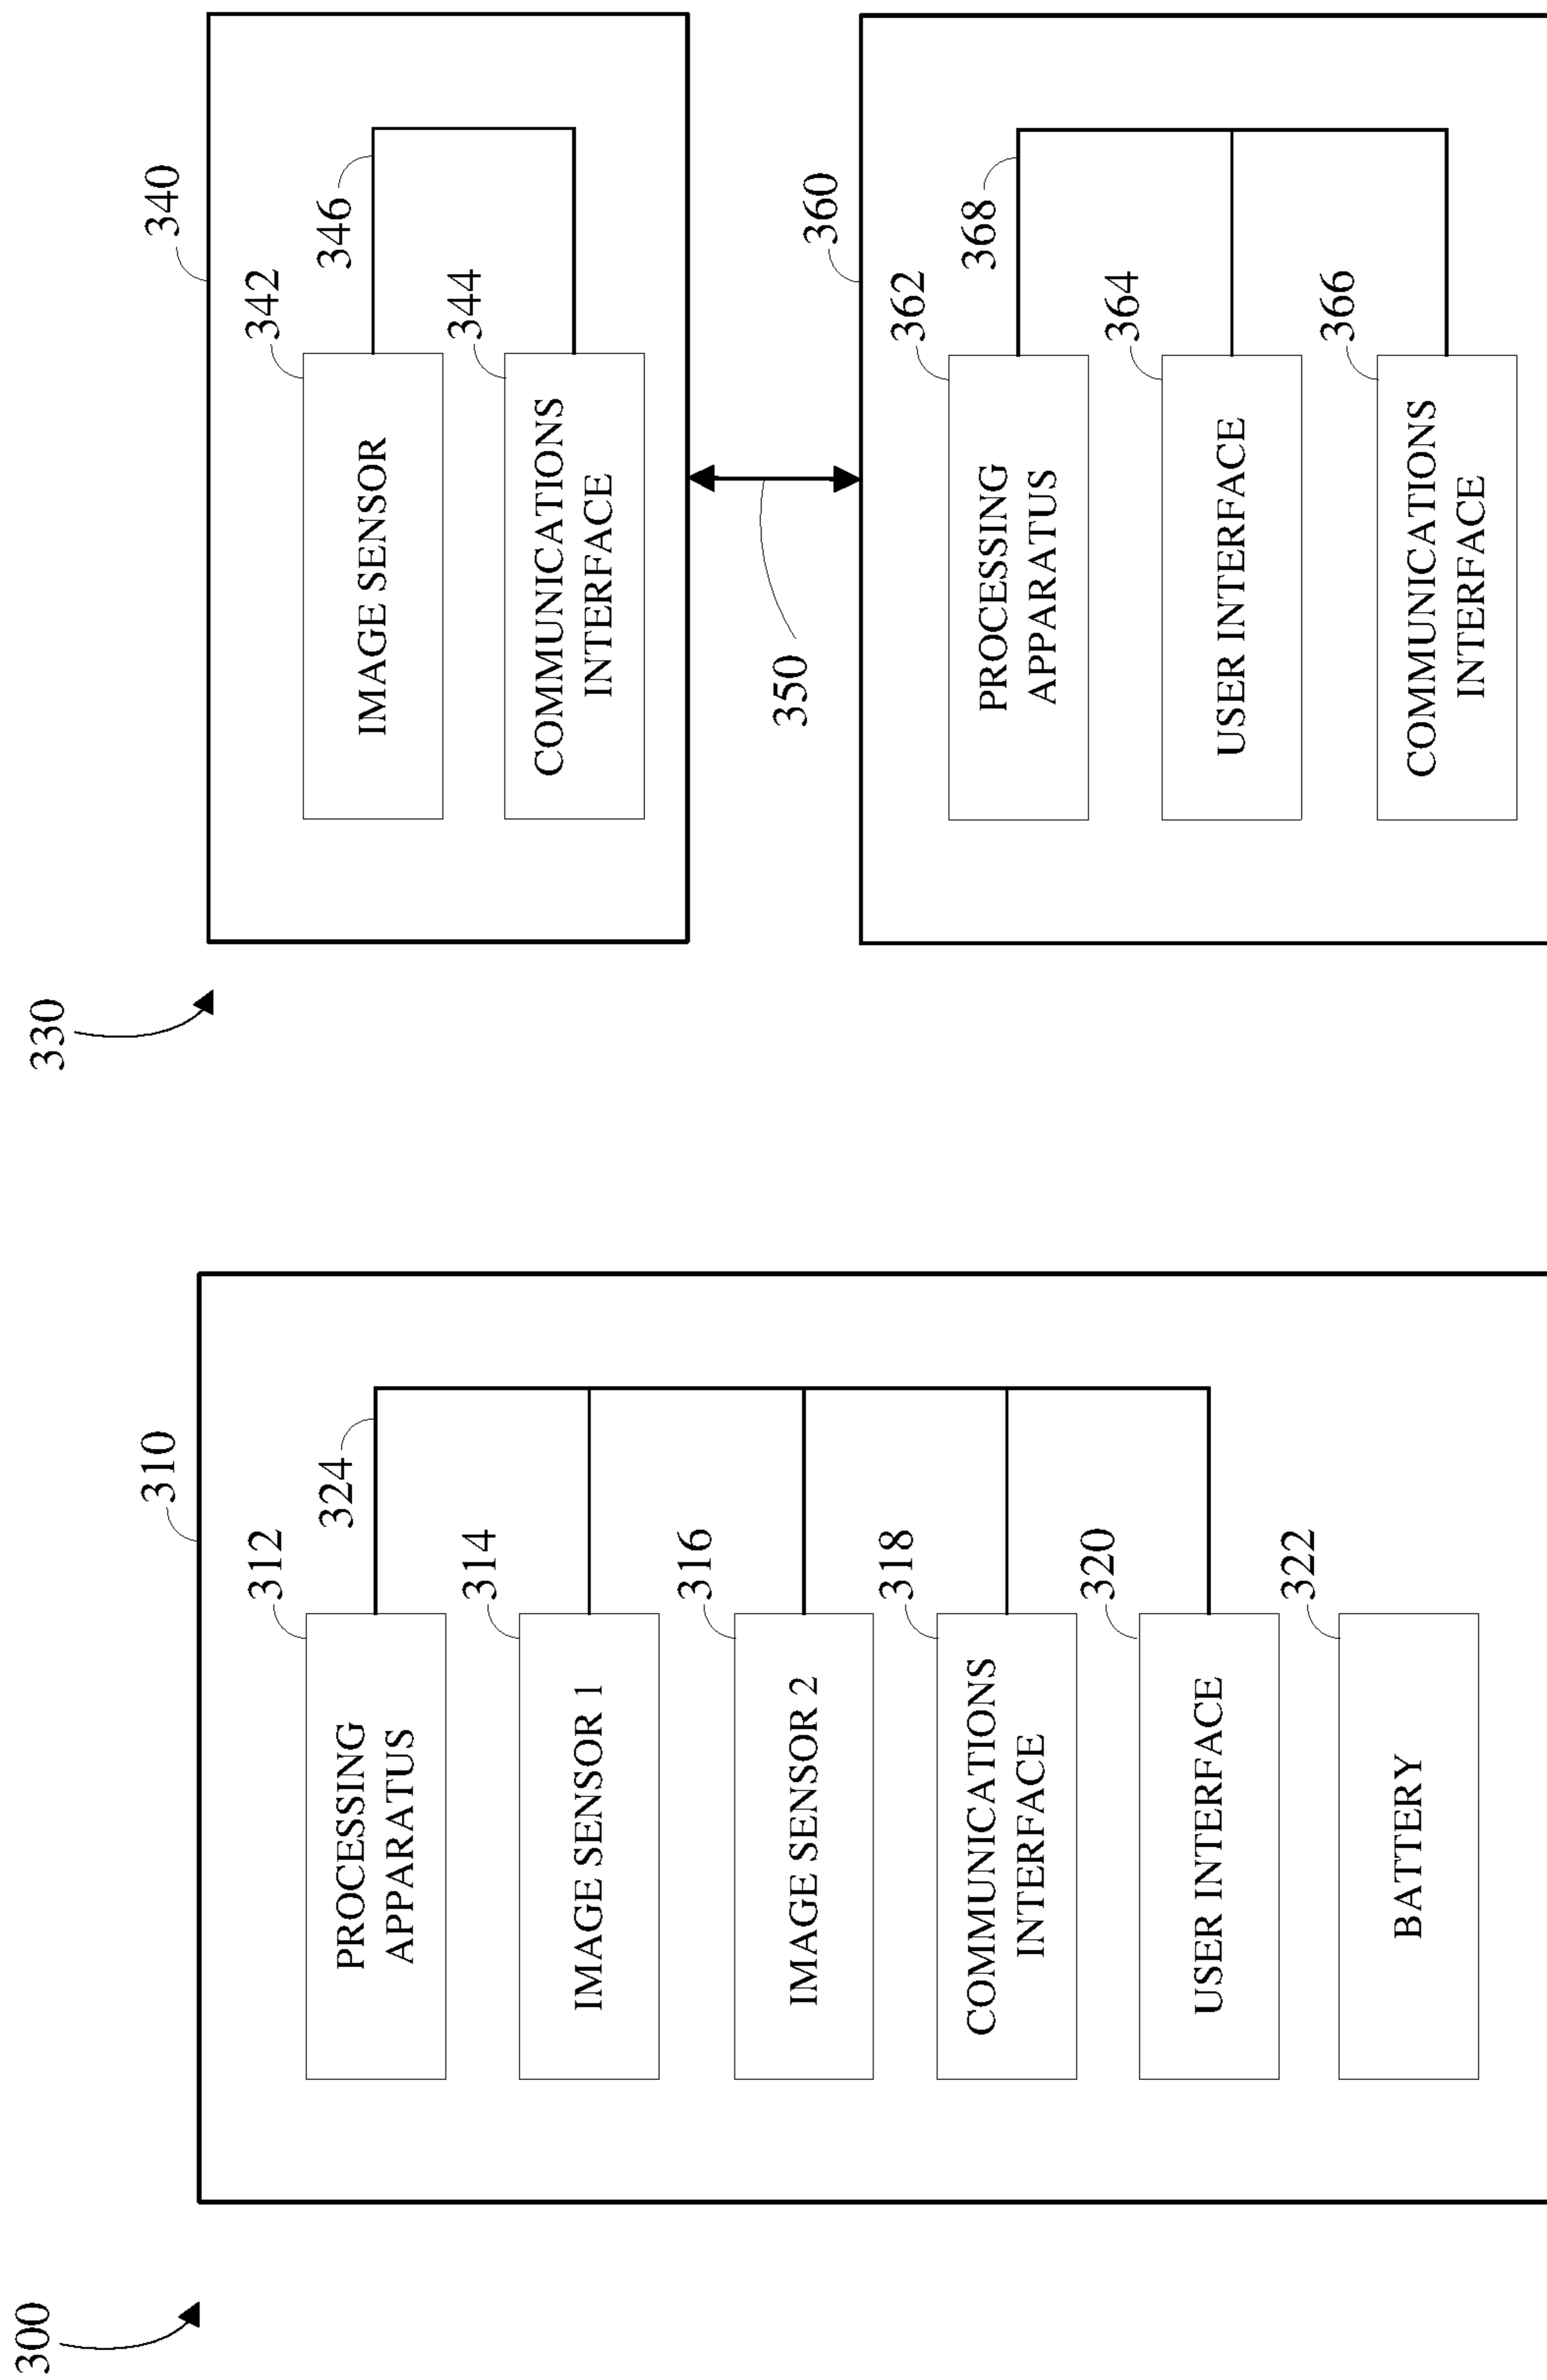 300
310
312
324
PROCESSING
APPARATUS
314
IMAGE SENSOR 1
316
IMAGE SENSOR 2
318
COMMUNICATIONS
INTERFACE
320
USER INTERFACE
322
BATTERY
330
340
342
346
IMAGE SENSOR
344
COMMUNICATIONS
INTERFACE
350
360
362
368
PROCESSING
APPARATUS
364
USER INTERFACE
366
COMMUNICATIONS
INTERFACE